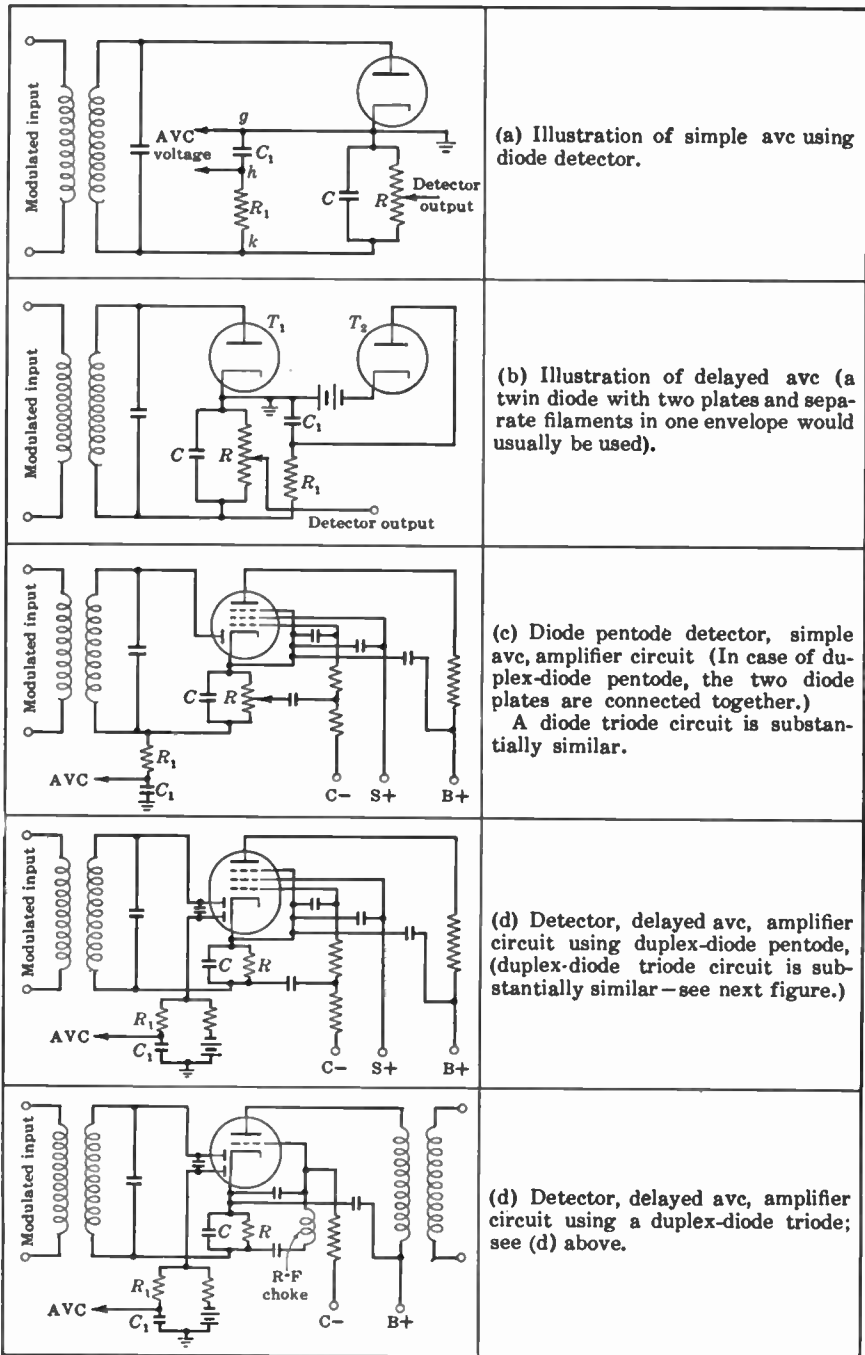 Modulated input
AVC
voltage
g
C1
h
R1
k
C
R
Detector
output
(a) Illustration of simple avc using
diode detector.
Modulated input
T1
T2
C
R
C1
R1
Detector output
(b) Illustration of delayed avc (a
twin diode with two plates and sepa-
rate filaments in one envelope would
usually be used).
Modulated input
C
R
R1
AVC
C1
C-
S+
B+
(c) Diode pentode detector, simple
avc, amplifier circuit (In case of du-
plex-diode pentode, the two diode
plates are connected together.)
A diode triode circuit is substan-
tially similar.
Modulated input
C
R
R1
AVC
C1
C-
S+
B+
(d) Detector, delayed avc, amplifier
circuit using duplex-diode pentode,
(duplex-diode triode circuit is sub-
stantially similar—see next figure.)
Modulated input
C
R
R1
R-F
choke
AVC
C1
C-
B+
(d) Detector, delayed avc, amplifier
circuit using a duplex-diode triode;
see (d) above.